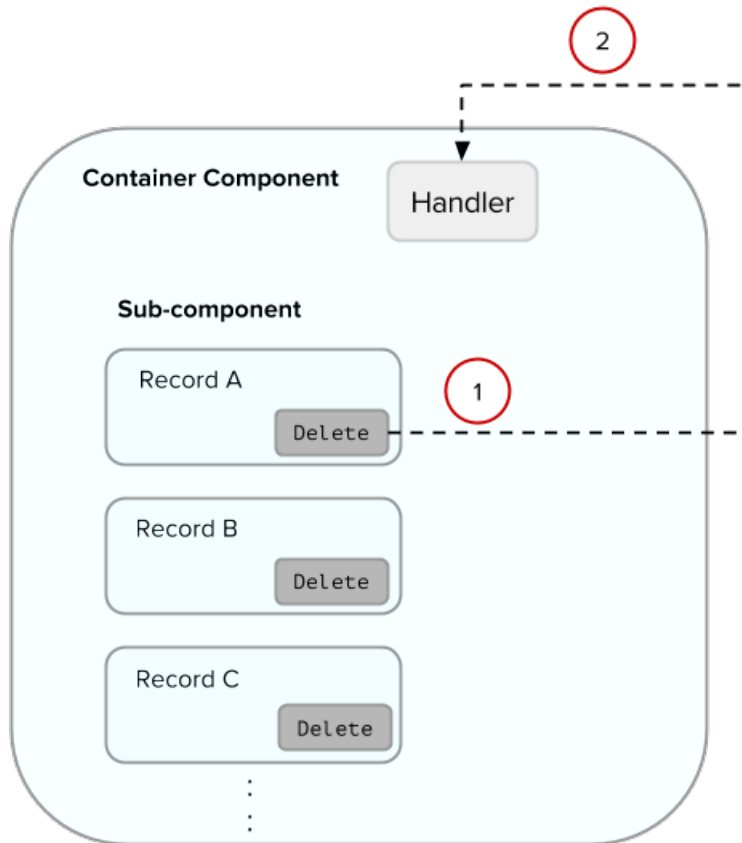 2
Container Component
Handler
Sub-component
Record A
1
Delete
Record B
Delete
Record C
Delete